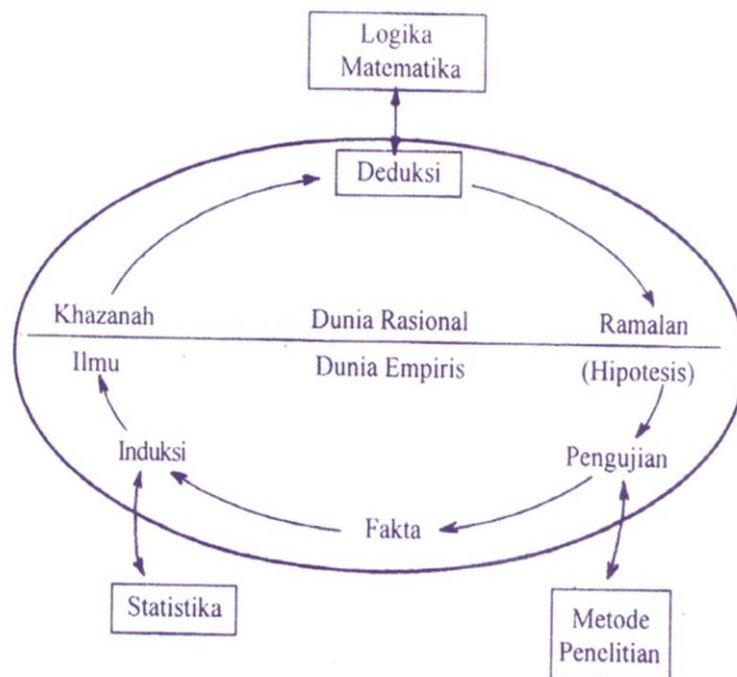 Logika
Matematika
Deduksi
Khazanah
Dunia Rasional
Ramalan
Ilmu
Dunia Empiris
(Hipotesis)
Induksi
Pengujian
Fakta
Statistika
Metode
Penelitian